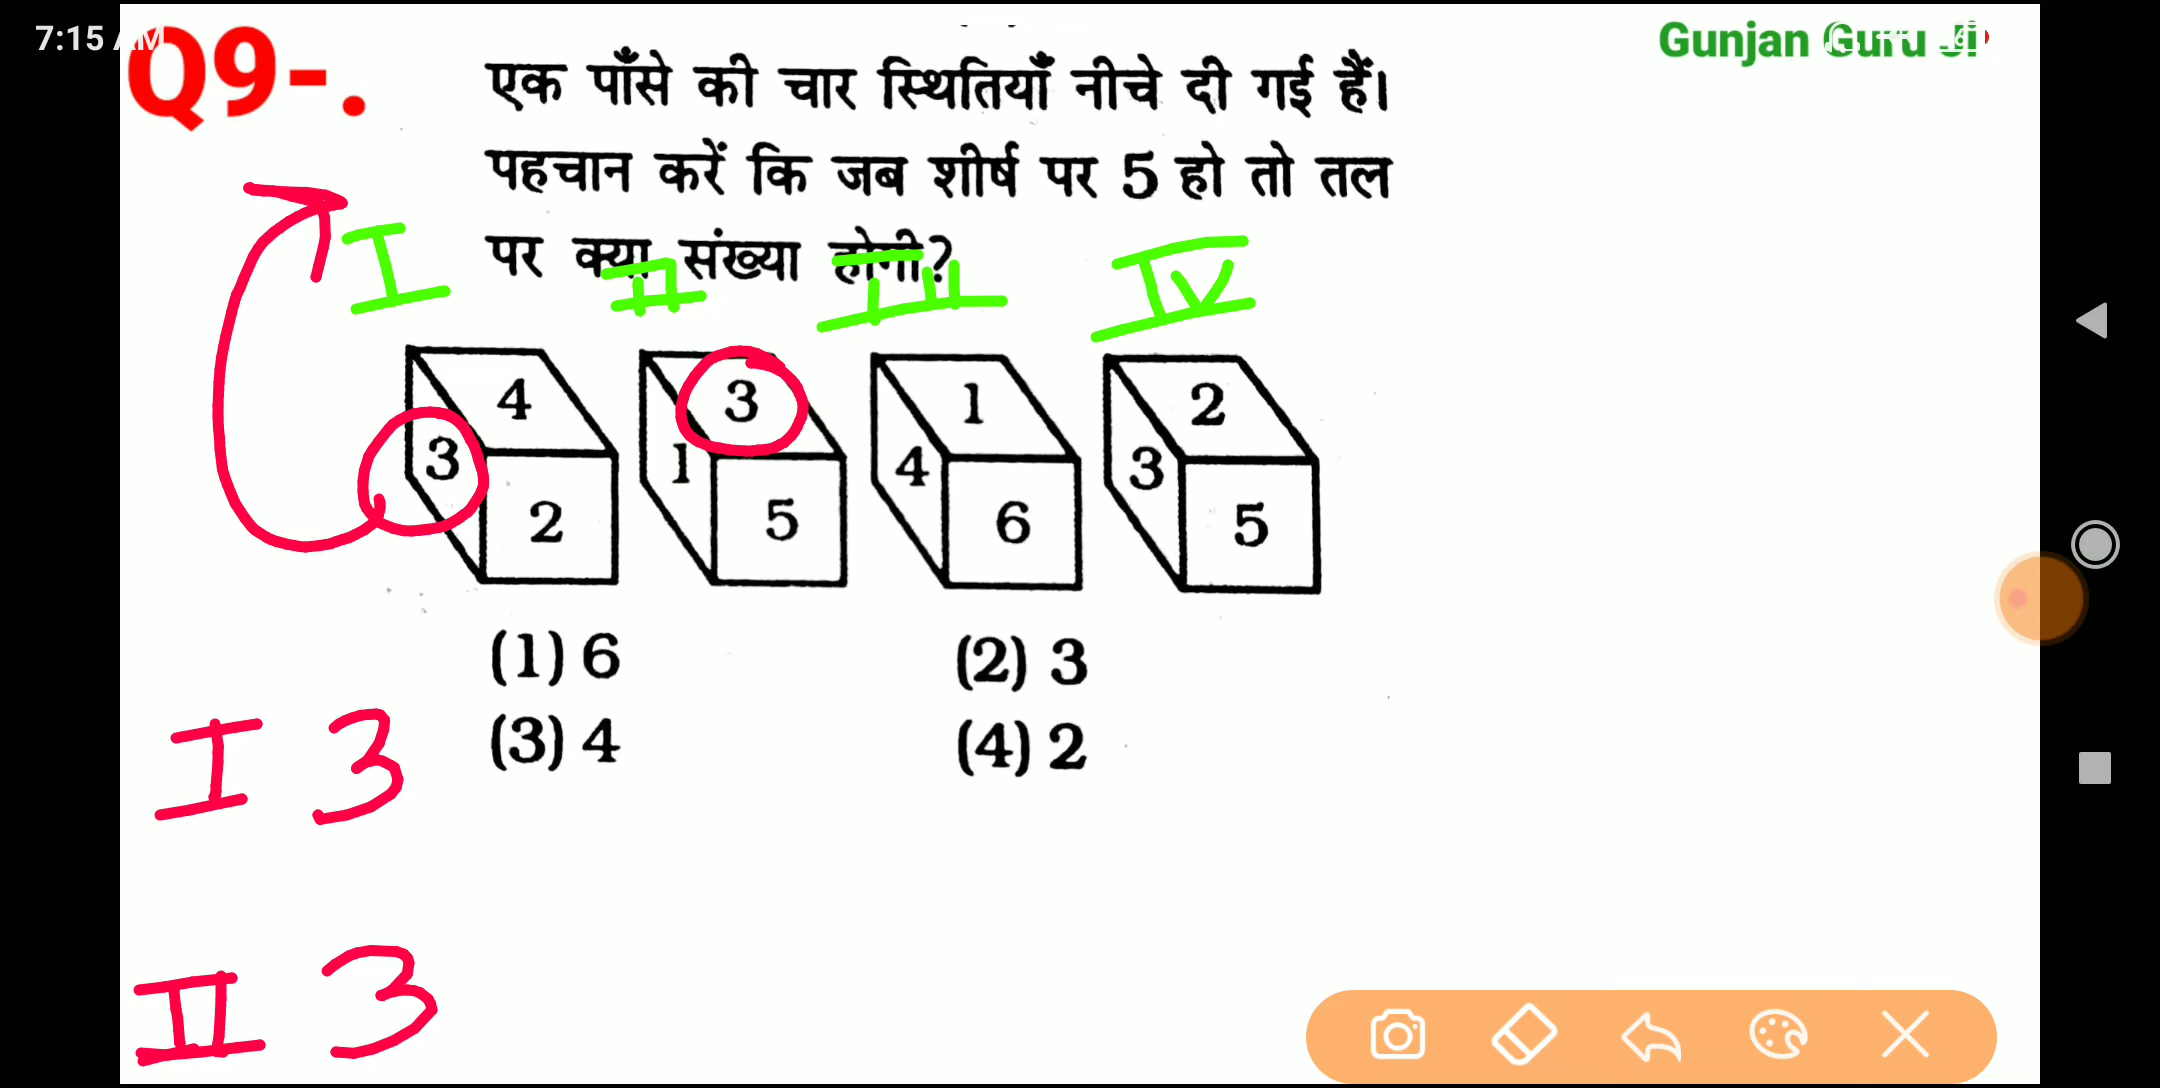 7:15 AM
Q9-.
Gunjan Guru Ji
एक पाँसे की चार स्थितियाँ नीचे दी गई हैं।
पहचान करें कि जब शीर्ष पर 5 हो तो तल
पर क्या संख्या होगी?
I II III IV
4 3 1 2
3 1 4 3
2 5 6 5
(1) 6 (2) 3
(3) 4 (4) 2
I 3
II 3